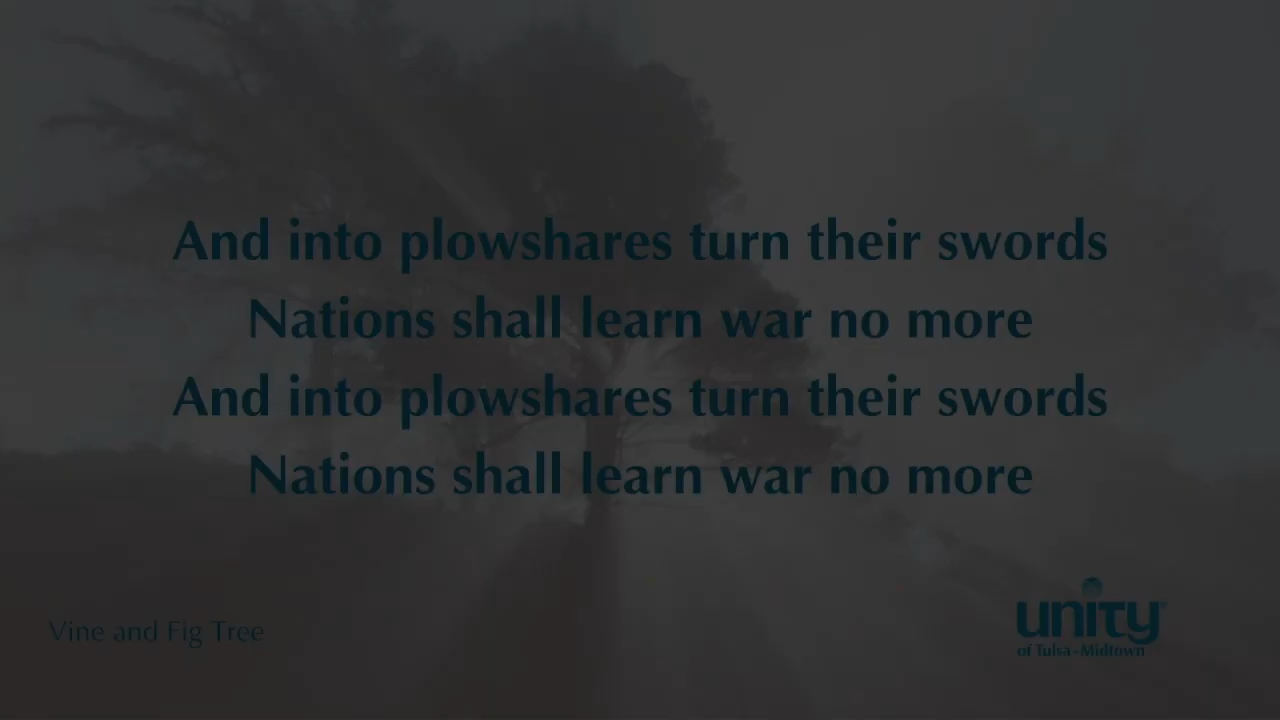 And into plowshares turn their swords
Nations shall learn war no more
And into plowshares turn their swords
Nations shall learn war no more
Vine and Fig Tree
unity
of Tulsa - Midtown